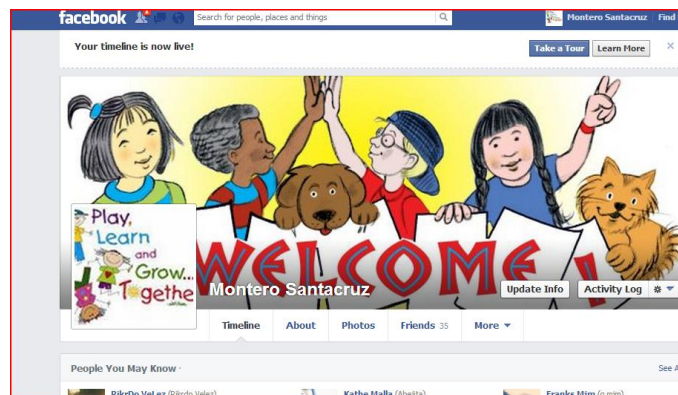 facebook
Search for people, places and things
Montero Santacruz
Find
Your timeline is now live!
Take a Tour
Learn More
Play,
Learn
and
Grow...
Togethe
WELCOME!
Montero Santacruz
Update Info
Activity Log
Timeline
About
Photos
Friends 35
More
People You May Know
See A
Kathe Malla
Franks Mim